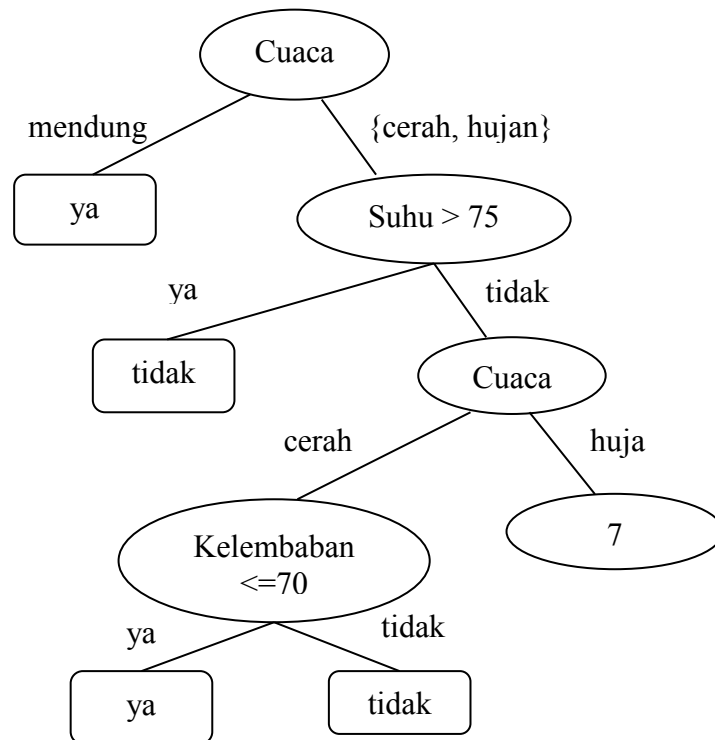 Cuaca
mendung
{cerah, hujan}
ya
Suhu > 75
ya
tidak
tidak
Cuaca
cerah
huja
Kelembaban
<=70
7
ya
tidak
ya
tidak